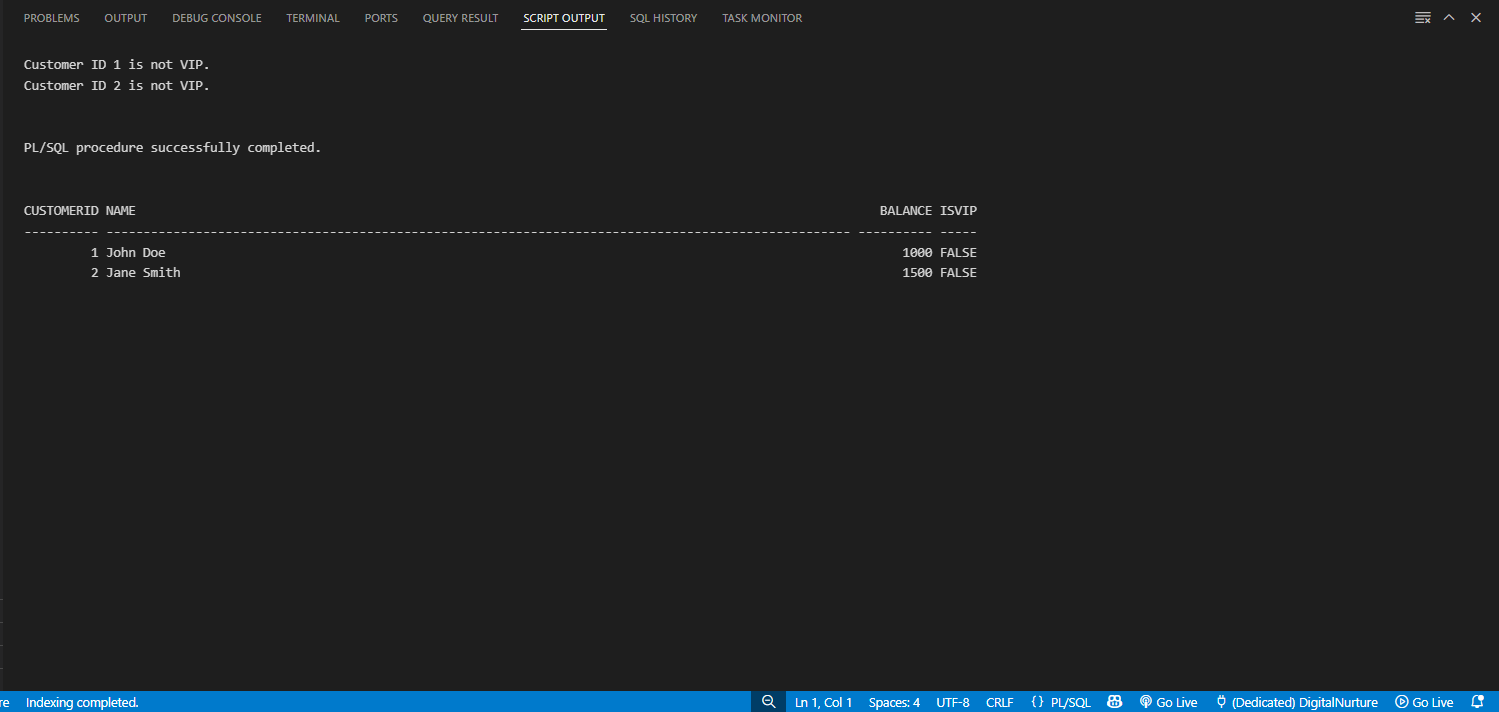 PROBLEMS OUTPUT DEBUG CONSOLE TERMINAL PORTS QUERY RESULT SCRIPT OUTPUT SQL HISTORY TASK MONITOR
Customer ID 1 is not VIP.
Customer ID 2 is not VIP.
PL/SQL procedure successfully completed.
CUSTOMERID NAME BALANCE ISVIP
---------- ---------------------------------------------------------------------------------------------------- ---------- -----
1 John Doe 1000 FALSE
2 Jane Smith 1500 FALSE
re Indexing completed. Ln 1, Col 1 Spaces: 4 UTF-8 CRLF {} PL/SQL Go Live (Dedicated) DigitalNurture Go Live